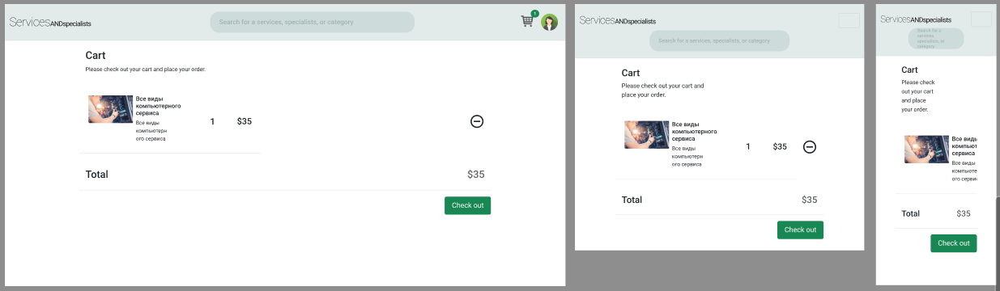 ServicesANDspecialists
Search for a services, specialists, or category
1
Cart
Please check out your cart and place your order.
Все виды
компьютерного
сервиса
Все виды
компьютерн
ого сервиса
1
$35
Total
$35
Check out
ServicesANDspecialists
Search for a services, specialists, or category
Cart
Please check out your cart and
place your order.
Все виды
компьютерного
сервиса
Все виды
компьютерн
ого сервиса
1
$35
Total
$35
Check out
ServicesANDspecialists
Search for a
services,
specialists, or
category
Cart
Please check
out your cart
and place
your order.
Все виды
компьют
сервиса
Все виды
компьюте
ого серви
Total
$35
Check out